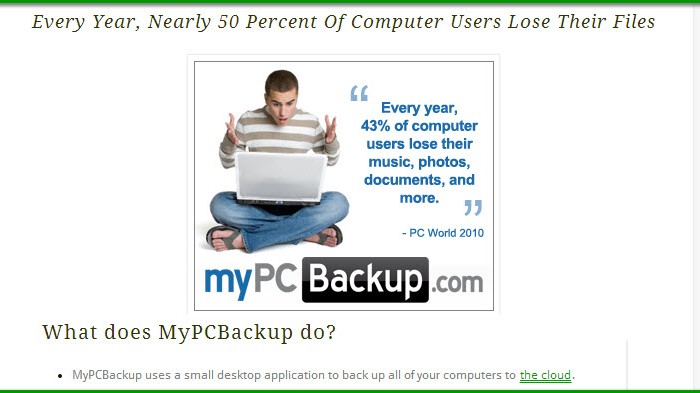 Every Year, Nearly 50 Percent Of Computer Users Lose Their Files
“
Every year,
43% of computer
users lose their
music, photos,
documents, and
more.
”
- PC World 2010
myPCBackup.com
What does MyPCBackup do?
• MyPCBackup uses a small desktop application to back up all of your computers to the cloud.